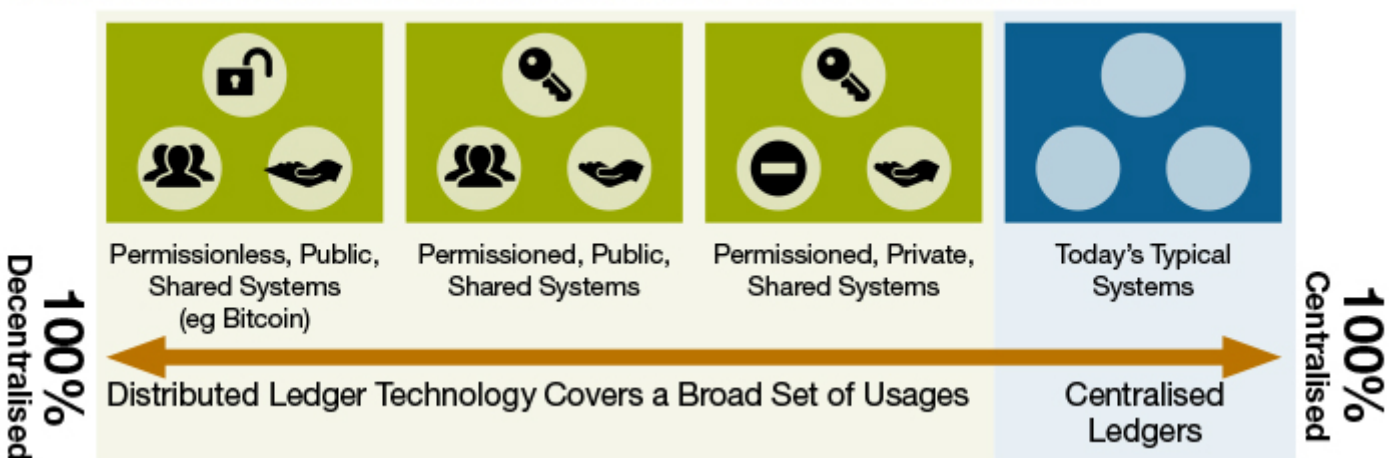 Permissionless, Public,
Shared Systems
(eg Bitcoin)
Permissioned, Public,
Shared Systems
Permissioned, Private,
Shared Systems
Today's Typical
Systems
100%
Decentralised
100%
Centralised
Distributed Ledger Technology Covers a Broad Set of Usages
Centralised
Ledgers